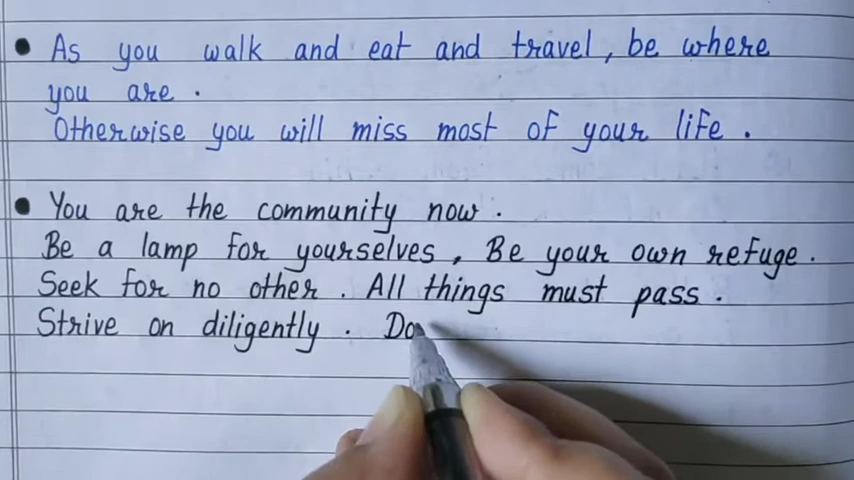 As you walk and eat and travel, be where
you are.
Otherwise you will miss most of your life.
You are the community now.
Be a lamp for yourselves, Be your own refuge.
Seek for no other. All things must pass.
Strive on diligently. Do